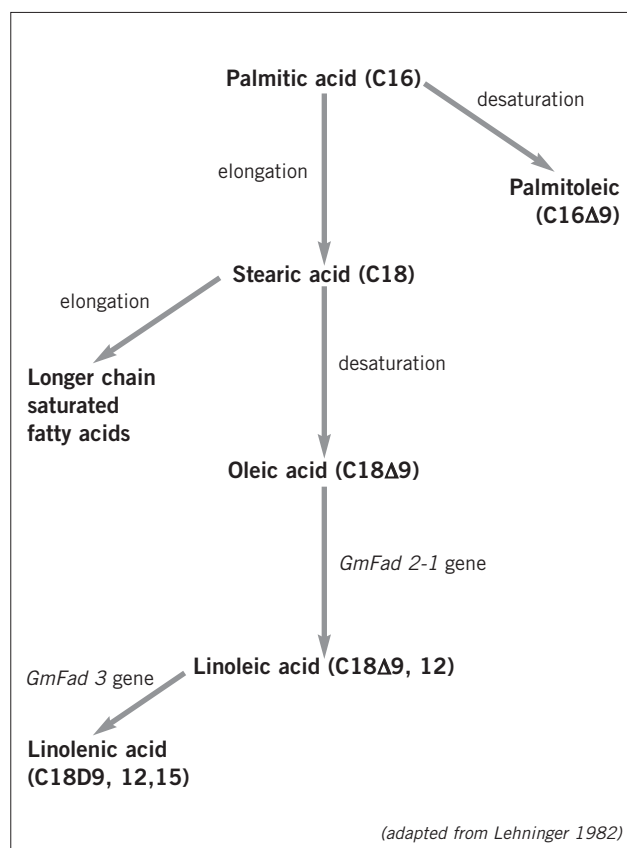 Palmitic acid (C16)
desaturation
elongation
Palmitoleic
(C16Δ9)
Stearic acid (C18)
elongation
desaturation
Longer chain
saturated
fatty acids
Oleic acid (C18Δ9)
GmFad 2-1 gene
Linoleic acid (C18Δ9, 12)
GmFad 3 gene
Linolenic acid
(C18D9, 12,15)
(adapted from Lehninger 1982)